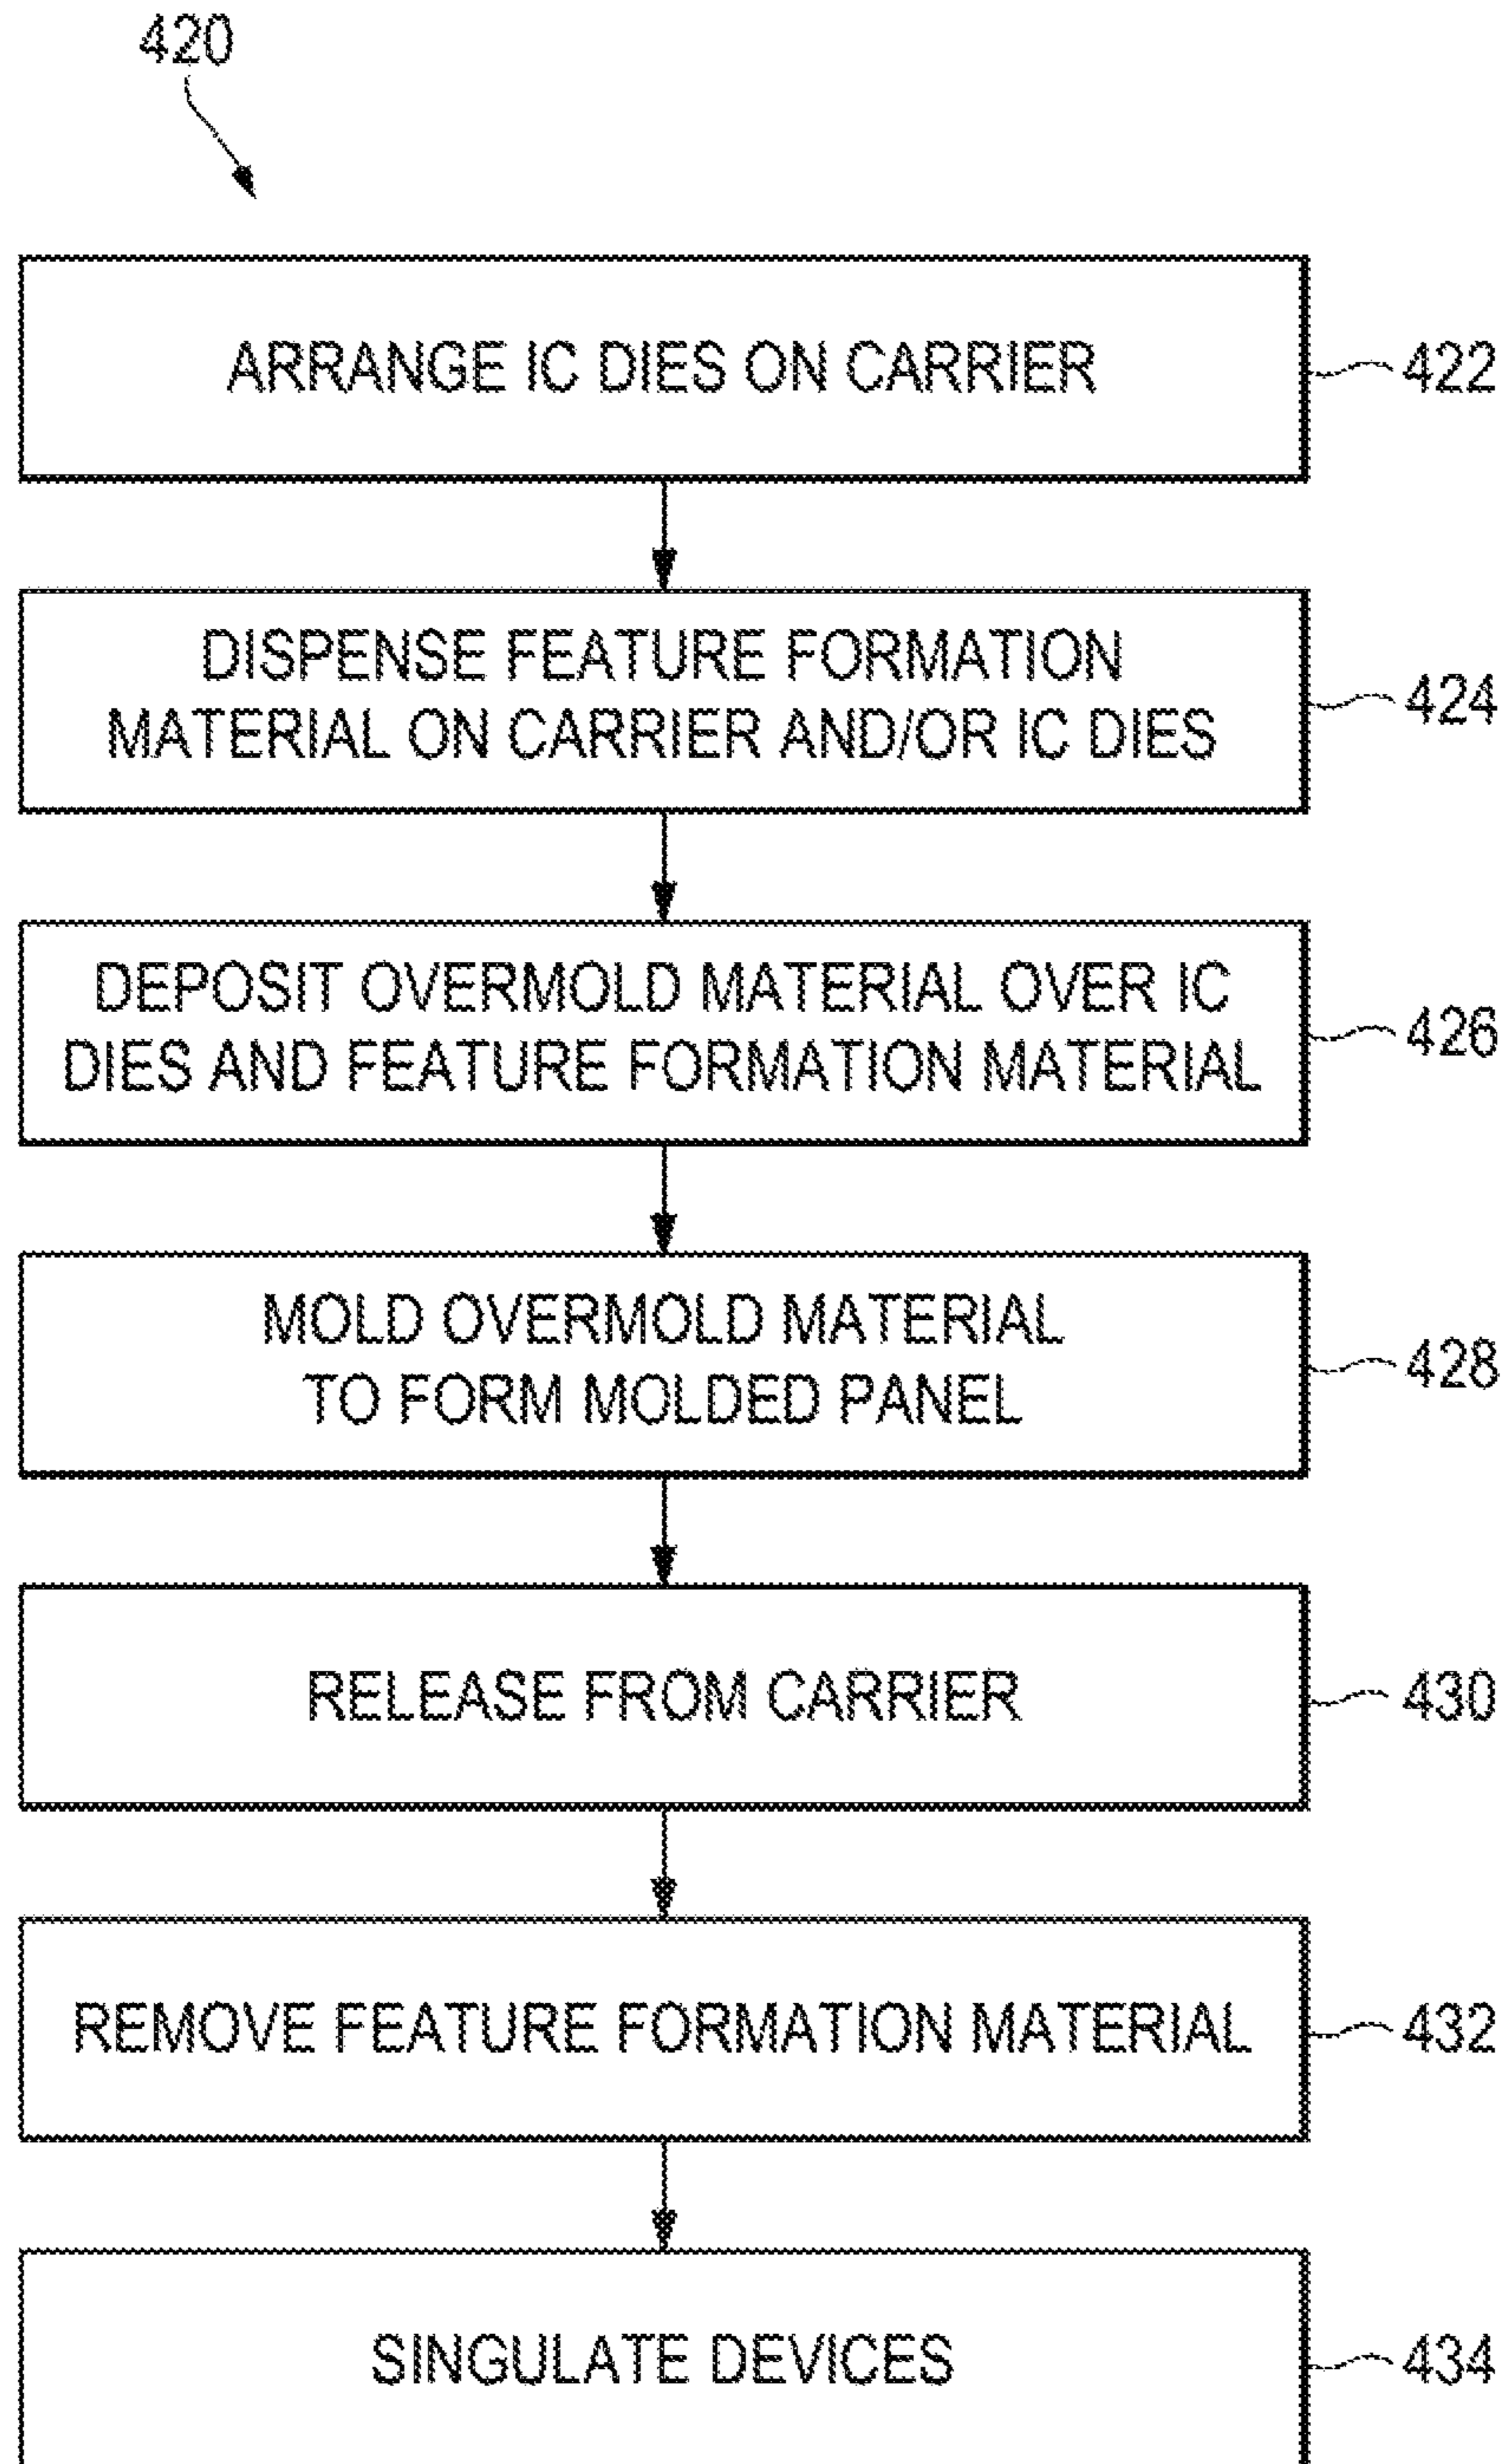 420
ARRANGE IC DIES ON CARRIER
422
DISPENSE FEATURE FORMATION
MATERIAL ON CARRIER AND/OR IC DIES
424
DEPOSIT OVERMOLD MATERIAL OVER IC
DIES AND FEATURE FORMATION MATERIAL
426
MOLD OVERMOLD MATERIAL
TO FORM MOLDED PANEL
428
RELEASE FROM CARRIER
430
REMOVE FEATURE FORMATION MATERIAL
432
SINGULATE DEVICES
434